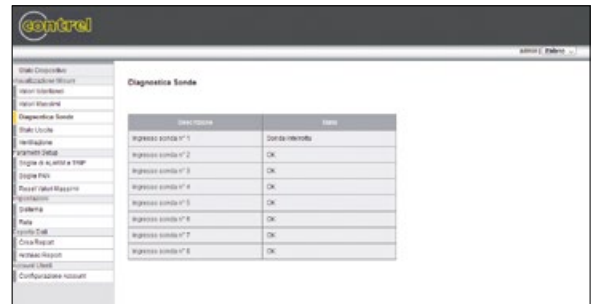 contrel
admin | Italiano
Stato Dispositivo
Visualizzazione Misure
Valori Istantanei
Valori Massimi
Diagnostica Sonde
Stato Uscite
Ventilazione
Parametri Setup
Soglie di ALARM e TRIP
Soglie FAN
Reset Valori Massimi
Impostazioni
Sistema
Rete
Esporta Dati
Crea Report
Archivio Report
Account Utenti
Configurazione Account
Diagnostica Sonde
Descrizione Stato
Ingresso sonda n° 1 Sonda interrotta
Ingresso sonda n° 2 OK
Ingresso sonda n° 3 OK
Ingresso sonda n° 4 OK
Ingresso sonda n° 5 OK
Ingresso sonda n° 6 OK
Ingresso sonda n° 7 OK
Ingresso sonda n° 8 OK